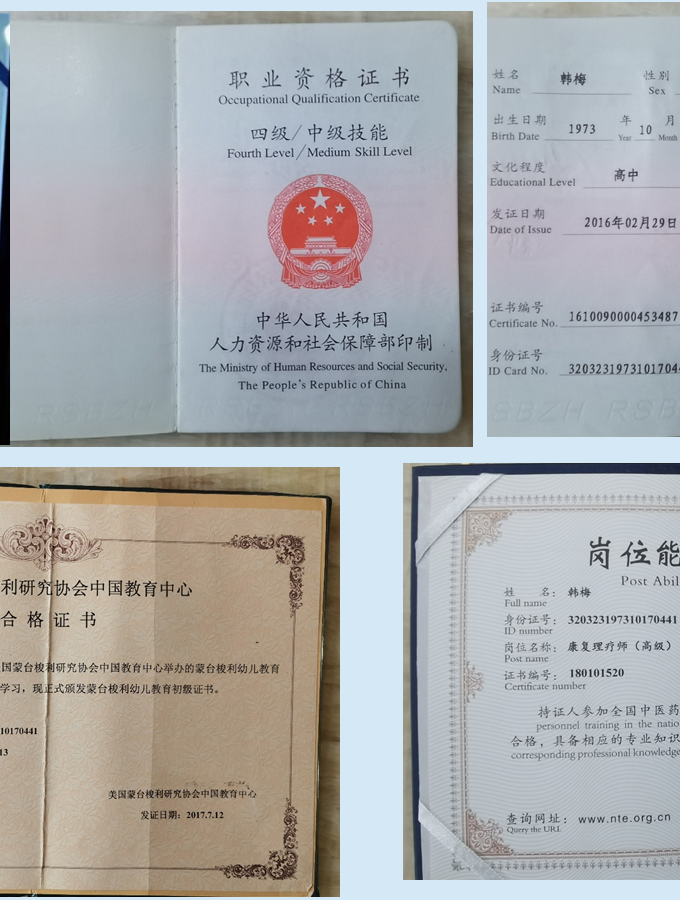 职业资格证书
Occupational Qualification Certificate
四级/中级技能
Fourth Level/Medium Skill Level
中华人民共和国
人力资源和社会保障部印制
The Ministry of Human Resources and Social Security,
The People's Republic of China
姓名 韩梅 性别
Name Sex
出生日期 1973 年 10 月
Birth Date Year Month
文化程度 高中
Educational Level
发证日期 2016年02月29日
Date of Issue
证书编号 1610090000453487
Certificate No.
身份证号
ID Card No. 32032319731017044
利研究协会中国教育中心
合格证书
国蒙台梭利研究协会中国教育中心举办的蒙台梭利幼儿教育
学习，现正式颁发蒙台梭利幼儿教育初级证书。
10170441
13
美国蒙台梭利研究协会中国教育中心
发证日期：2017.7.12
岗位能
Post Abil
姓 名： 韩梅
Full name
身份证号： 320323197310170441
ID number
岗位名称： 康复理疗师（高级）
Post name
证书编号： 180101520
Certificate number
持证人参加全国中医药
personnel training in the natio
合格，具备相应的专业知识
corresponding professional knowledge
查询网址： www.nte.org.cn
Query the URL